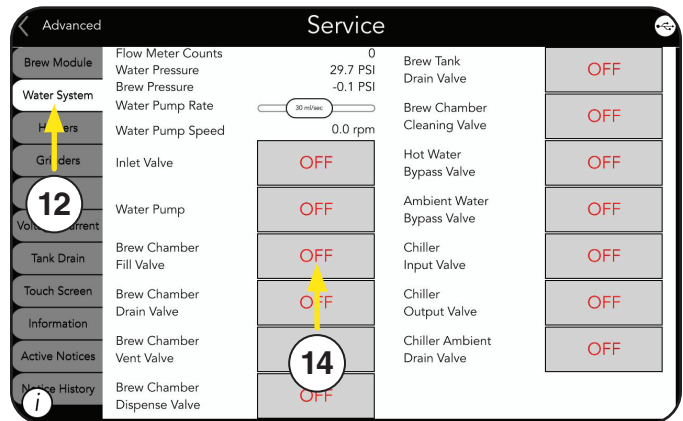 Advanced
Service
Brew Module
Water System
Grinders
Tank Drain
Touch Screen
Information
Active Notices
Notice History
i
12
Flow Meter Counts 0
Water Pressure 29.7 PSI
Brew Pressure -0.1 PSI
Water Pump Rate 30 ml/sec
Water Pump Speed 0.0 rpm
Inlet Valve OFF
Water Pump OFF
Brew Chamber
Fill Valve OFF
Brew Chamber
Drain Valve OFF
Brew Chamber
Vent Valve
14
Brew Chamber
Dispense Valve OFF
Brew Tank
Drain Valve OFF
Brew Chamber
Cleaning Valve OFF
Hot Water
Bypass Valve OFF
Ambient Water
Bypass Valve OFF
Chiller
Input Valve OFF
Chiller
Output Valve OFF
Chiller Ambient
Drain Valve OFF